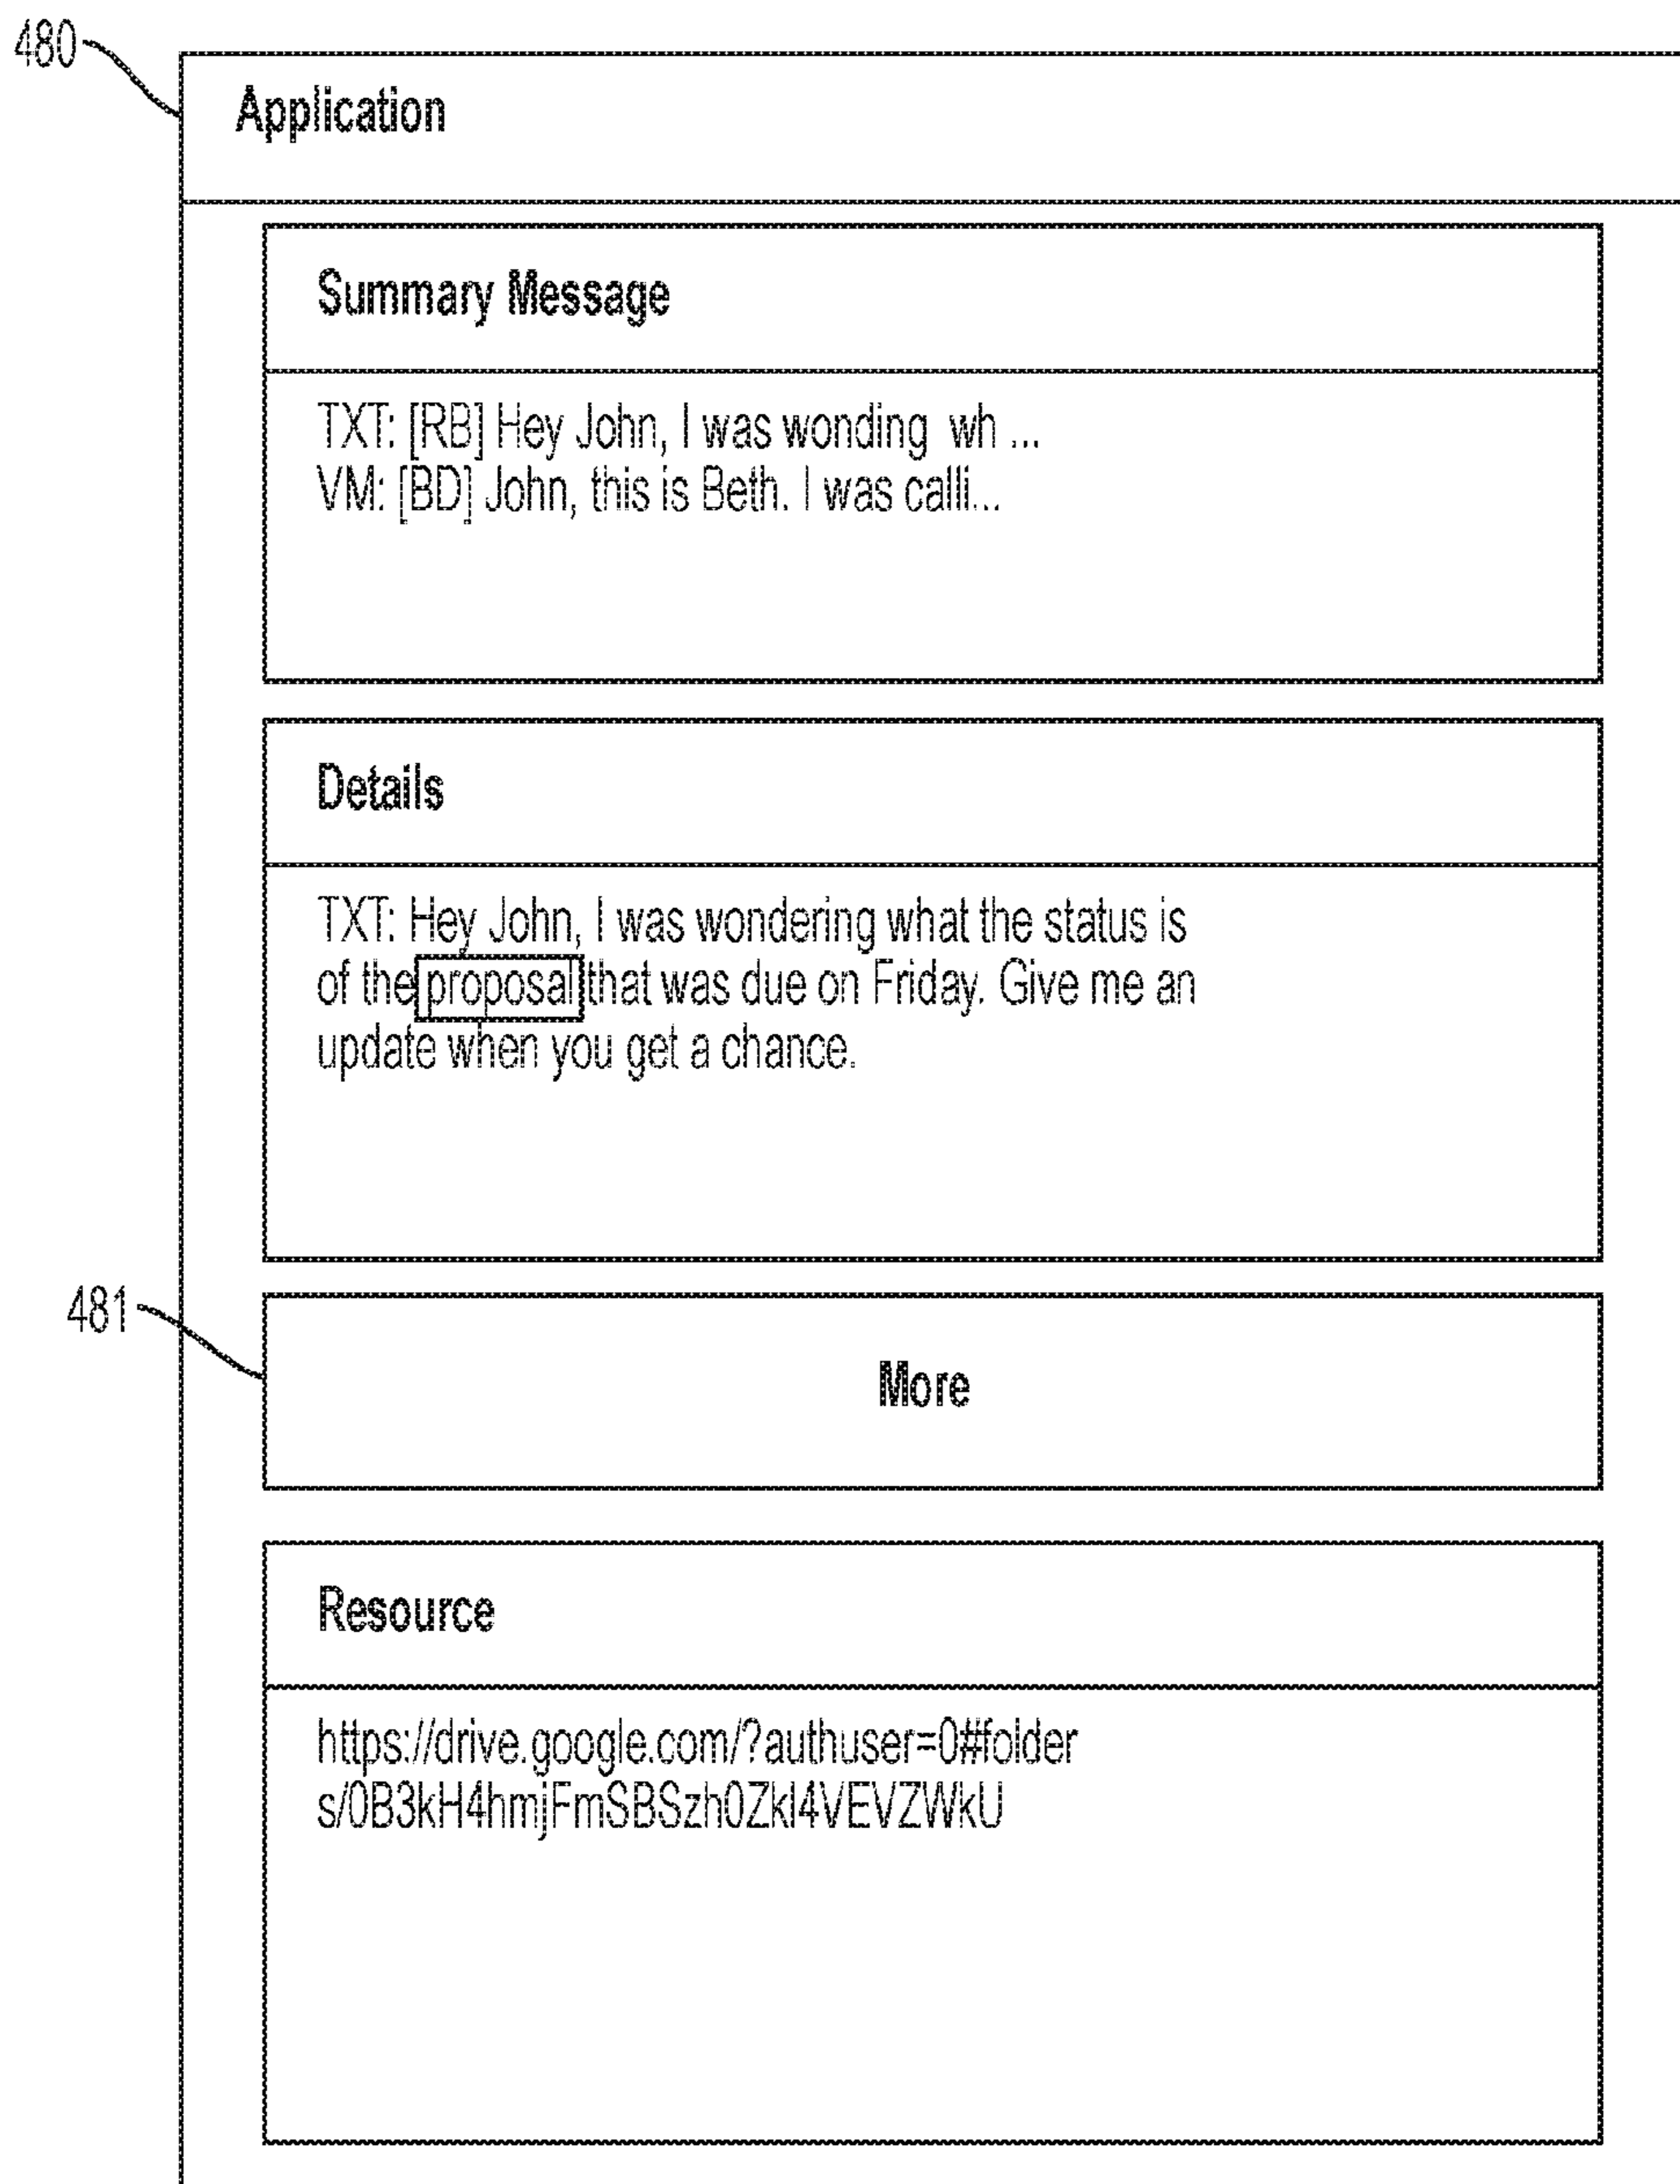 480
Application
Summary Message
TXT: [RB] Hey John, I was wonding wh ...
VM: [BD] John, this is Beth. I was calli...
Details
TXT: Hey John, I was wondering what the status is
of the proposal that was due on Friday. Give me an
update when you get a chance.
481
More
Resource
https://drive.google.com/?authuser=0#folder
s/0B3kH4hmjFmSBSzh0Zkl4VEVZWkU